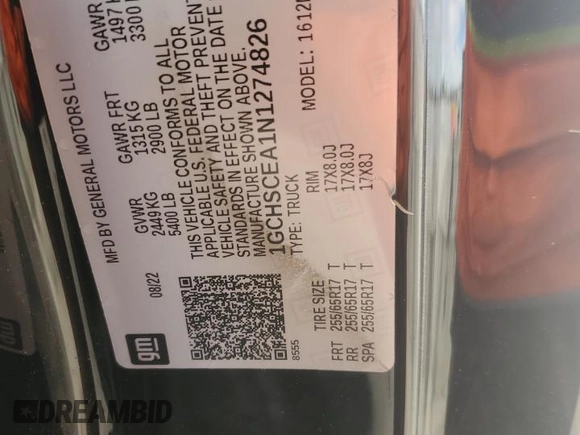 MFD BY GENERAL MOTORS LLC
GVWR GAWR FRT GAWR
2449 KG 1315 KG 1497
5400 LB 2900 LB 3300
THIS VEHICLE CONFORMS TO ALL
APPLICABLE U.S. FEDERAL MOTOR
VEHICLE SAFETY AND THEFT PREVENT
STANDARDS IN EFFECT ON THE DATE
MANUFACTURE SHOWN ABOVE.
1GCHSCEA1N1274826
TYPE: TRUCK MODEL: 1612
08/22
gm
8555
TIRE SIZE RIM
FRT 255/65R17 T 17X8.0J
RR 255/65R17 T 17X8.0J
SPA 255/65R17 T 17X8J
DREAMBID